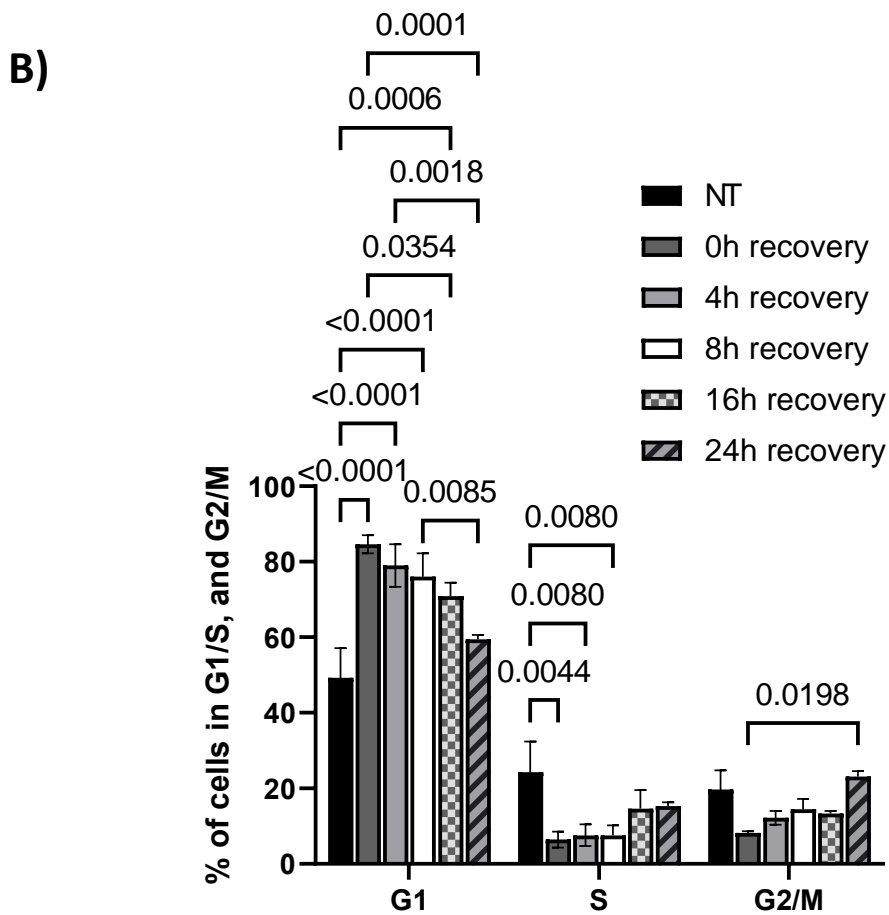 B)
0.0001
0.0006
0.0018
0.0354
<0.0001
<0.0001
<0.0001
0.0085
NT
0h recovery
4h recovery
8h recovery
16h recovery
24h recovery
0.0080
0.0080
0.0044
0.0198
% of cells in G1/S, and G2/M
100
80
60
40
20
0
G1 S G2/M